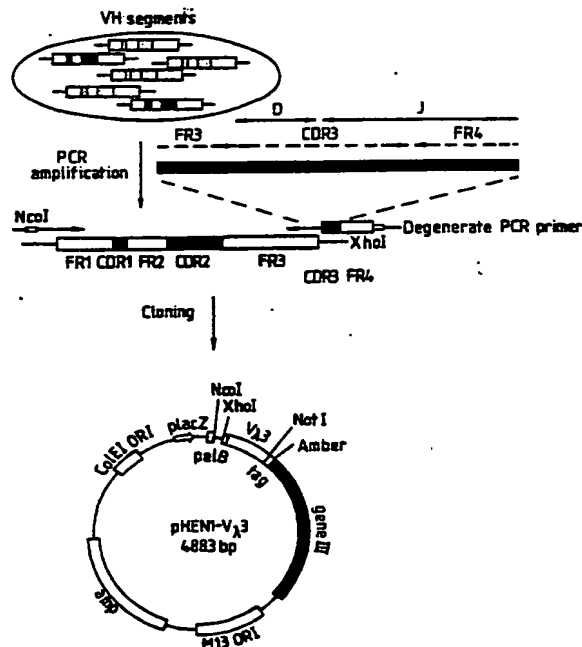 VH segments
D J
FR3 CDR3 FR4
PCR
amplification
NcoI
Degenerate PCR primer
XhoI
FR1 CDR1 FR2 CDR2 FR3
CDR3 FR4
Cloning
NcoI
XhoI
Vλ3
Not I
Amber
placZ
pelB
tag
ColEI ORI
gene III
pHEN1-Vλ3
4883 bp
M13 ORI